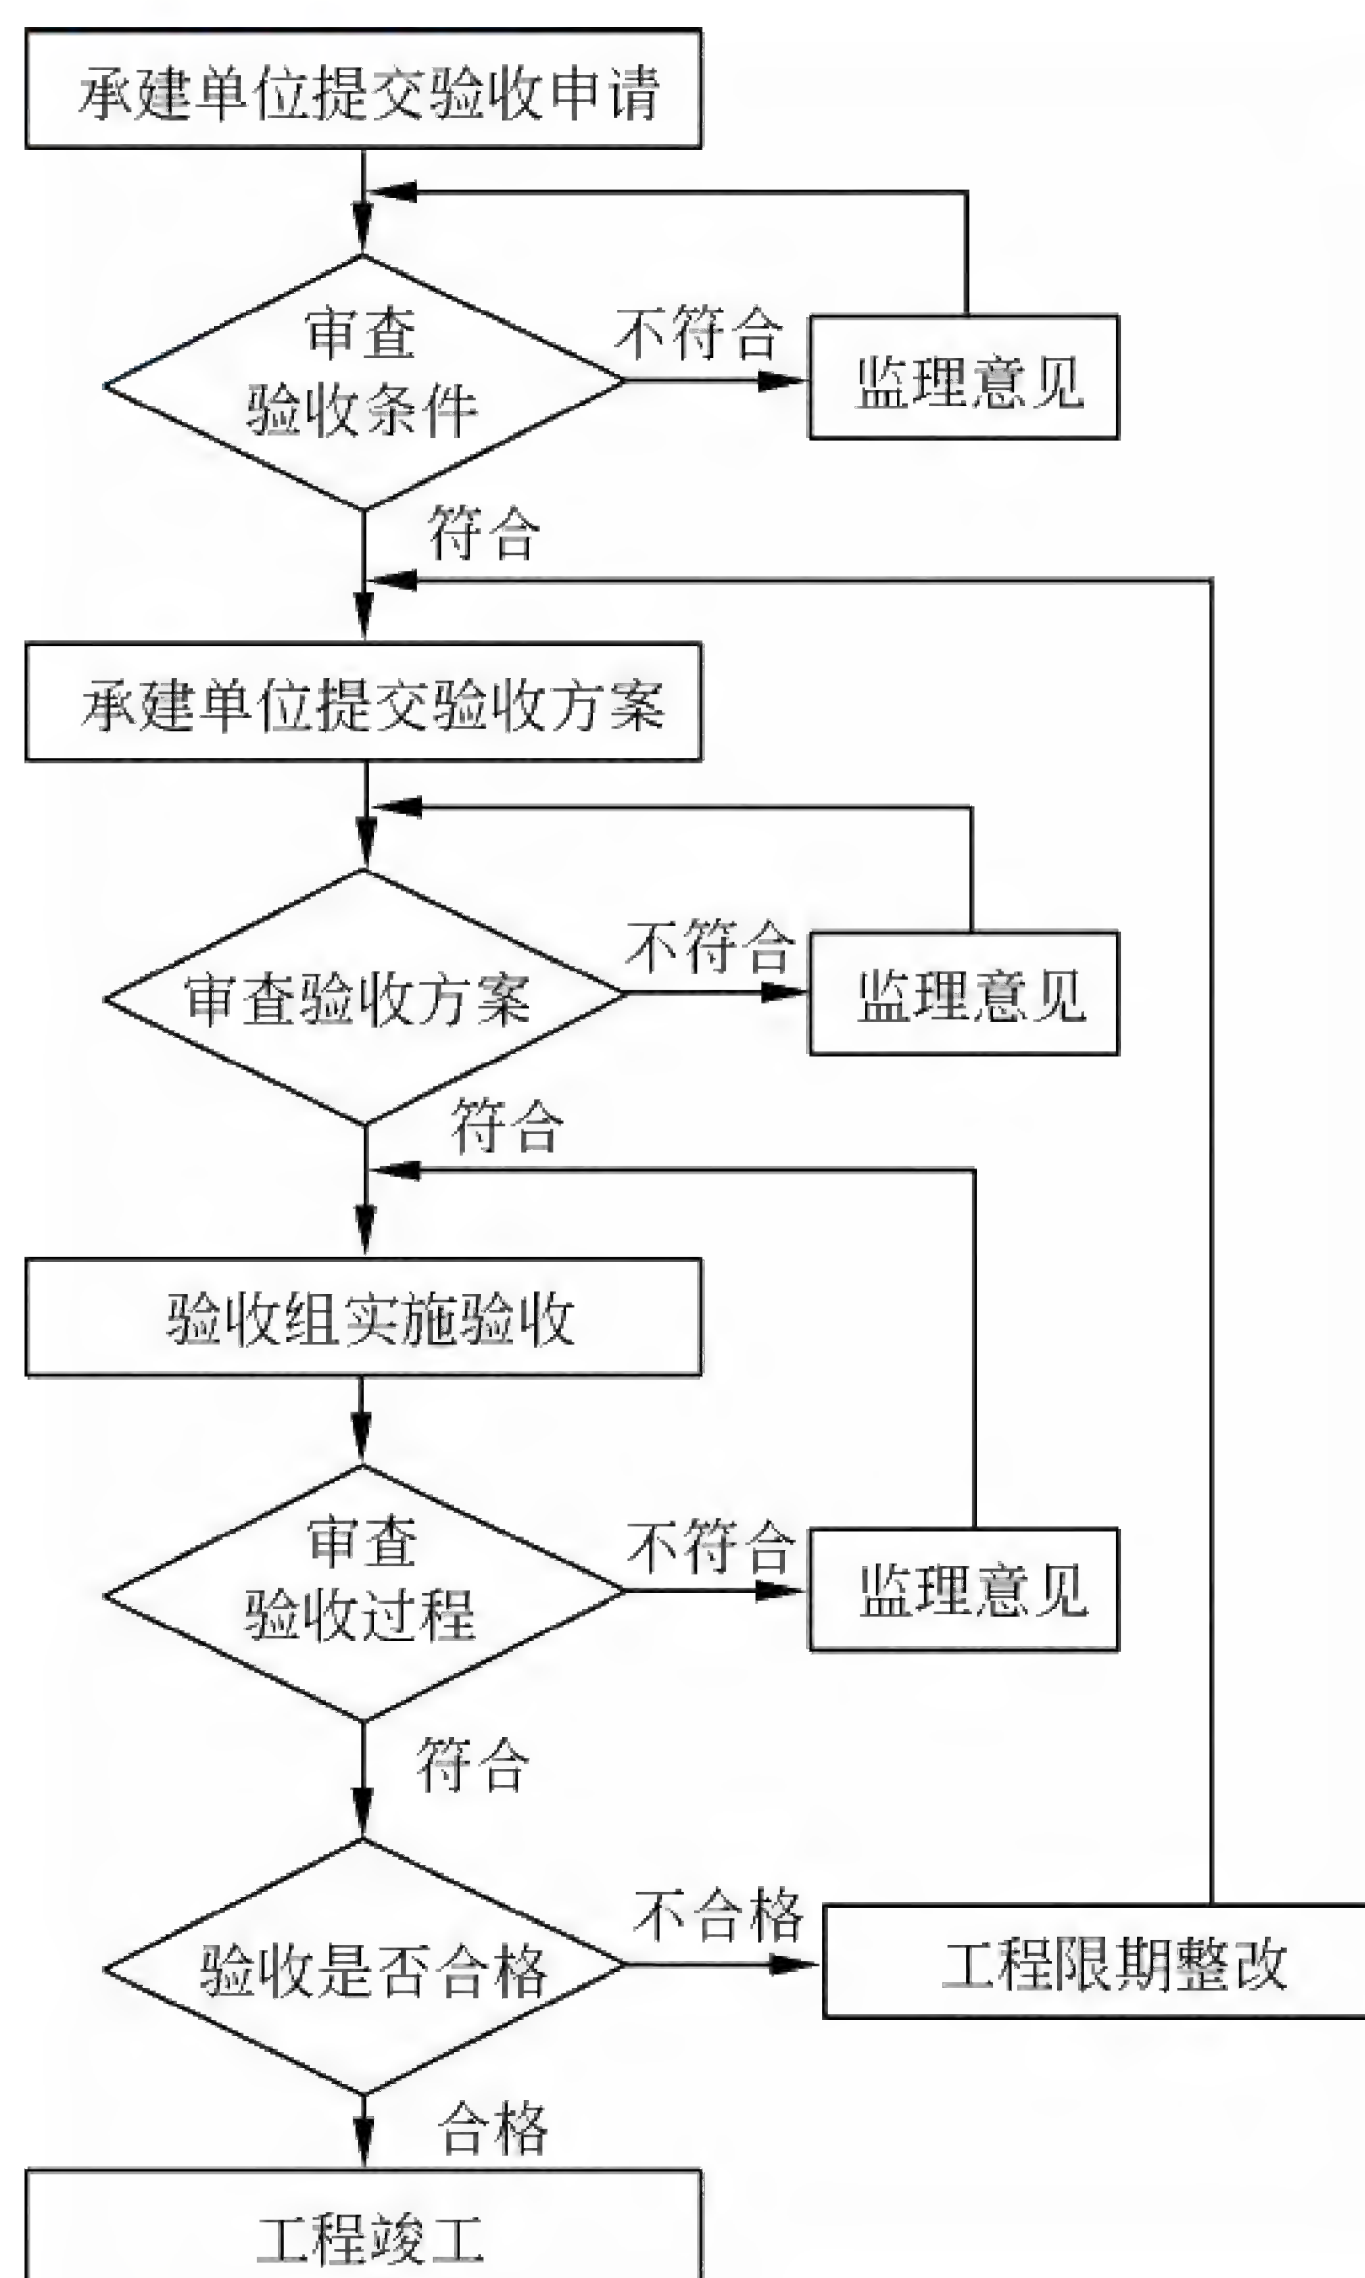 承建单位提交验收申请
审查
验收条件
不符合
监理意见
符合
承建单位提交验收方案
审查验收方案
不符合
监理意见
符合
验收组实施验收
审查
验收过程
不符合
监理意见
符合
验收是否合格
不合格
工程限期整改
合格
工程竣工